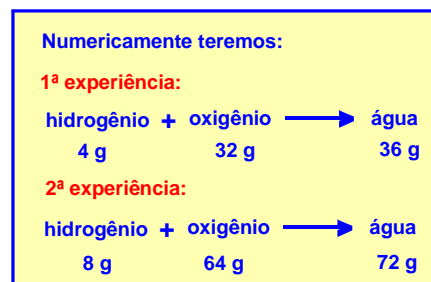 Numericamente teremos:
1ª experiência:
hidrogênio + oxigênio → água
4 g 32 g 36 g
2ª experiência:
hidrogênio + oxigênio → água
8 g 64 g 72 g